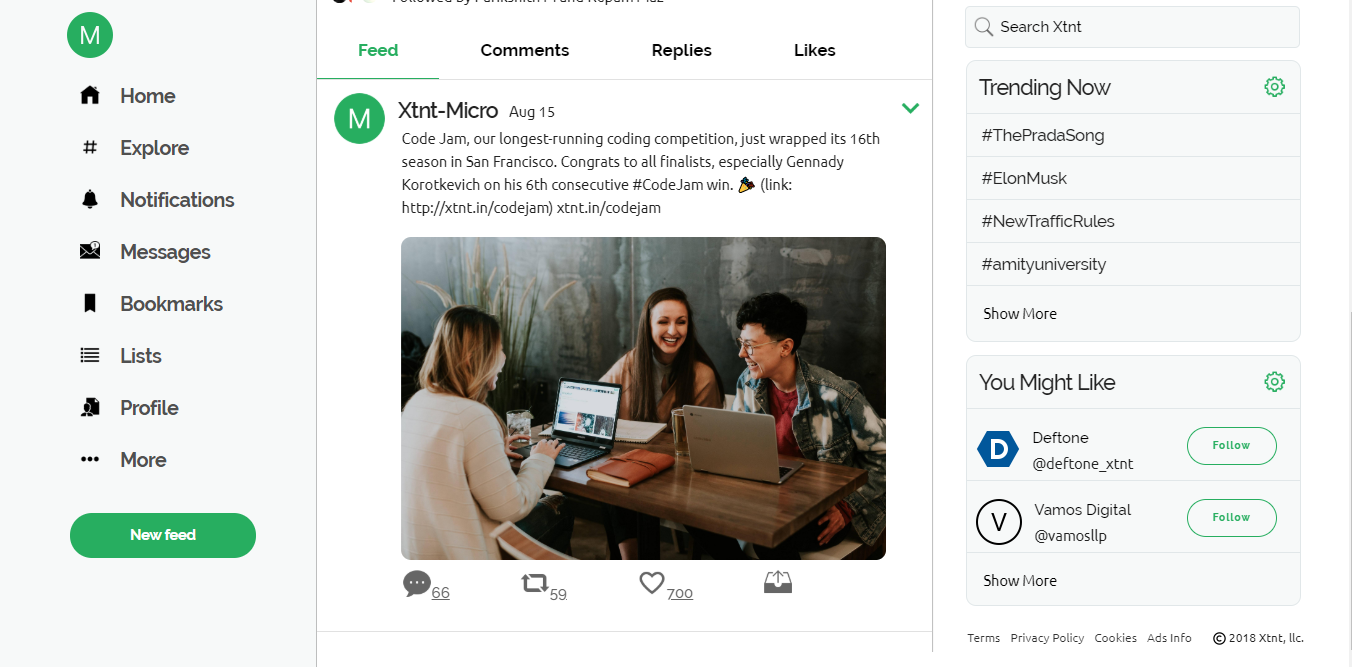 M
Home
Explore
Notifications
Messages
Bookmarks
Lists
Profile
More
New feed
Feed Comments Replies Likes
M
Xtnt-Micro Aug 15
Code Jam, our longest-running coding competition, just wrapped its 16th
season in San Francisco. Congrats to all finalists, especially Gennady
Korotkevich on his 6th consecutive #CodeJam win. 🎉 (link:
http://xtnt.in/codejam) xtnt.in/codejam
66 59 700
Search Xtnt
Trending Now
#ThePradaSong
#ElonMusk
#NewTrafficRules
#amityuniversity
Show More
You Might Like
D
Deftone
@deftone_xtnt
Follow
V
Vamos Digital
@vamosllp
Follow
Show More
Terms Privacy Policy Cookies Ads Info © 2018 Xtnt, llc.